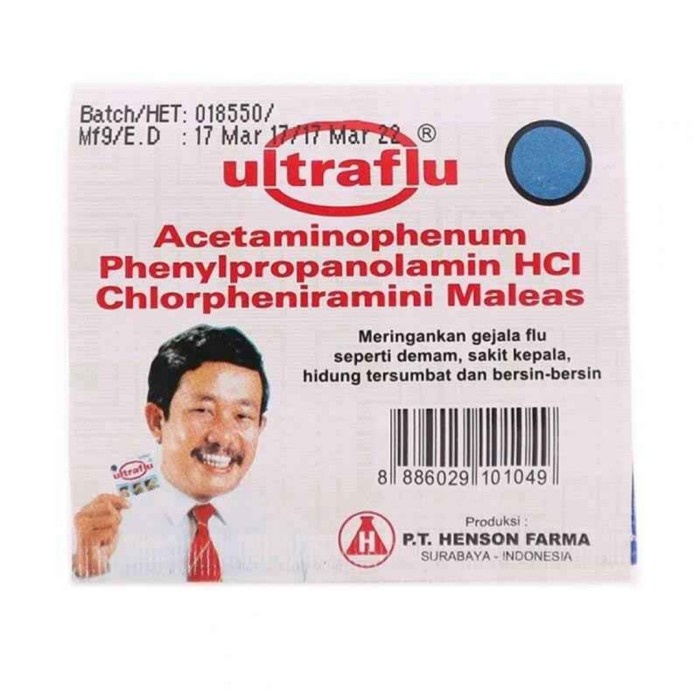 Batch/HET: 018550/
Mf9/E.D : 17 Mar 17/17 Mar 22
ultraflu ®
Acetaminophenum
Phenylpropanolamin HCl
Chlorpheniramini Maleas
Meringankan gejala flu
seperti demam, sakit kepala,
hidung tersumbat dan bersin-bersin
ultraflu
8 886029 101049
Produksi :
H
P.T. HENSON FARMA
SURABAYA - INDONESIA